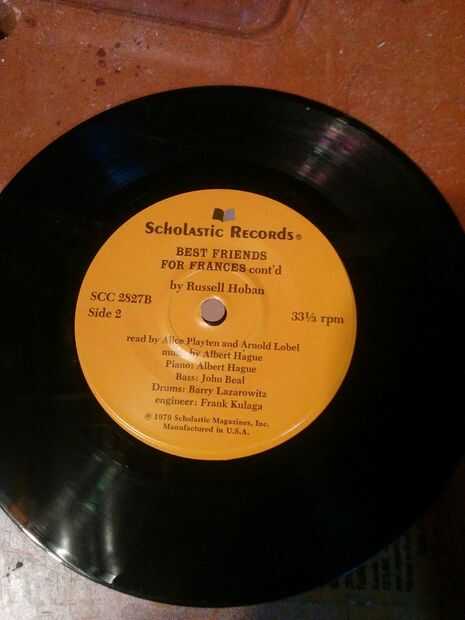 Scholastic Records®
BEST FRIENDS
FOR FRANCES cont'd
by Russell Hoban
SCC 2827B
Side 2
33⅓ rpm
read by Alice Playten and Arnold Lobel
music by Albert Hague
Piano: Albert Hague
Bass: John Beal
Drums: Barry Lazarowitz
engineer: Frank Kulaga
℗ 1979 Scholastic Magazines, Inc.
Manufactured in U.S.A.